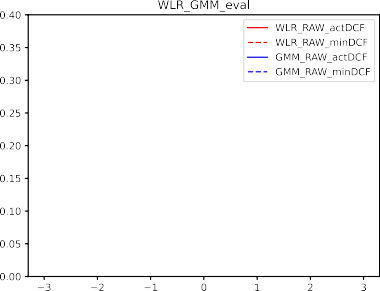 WLR_GMM_eval
0.40
0.35
0.30
0.25
0.20
0.15
0.10
0.05
0.00
WLR_RAW_actDCF
WLR_RAW_minDCF
GMM_RAW_actDCF
GMM_RAW_minDCF
−3 −2 −1 0 1 2 3